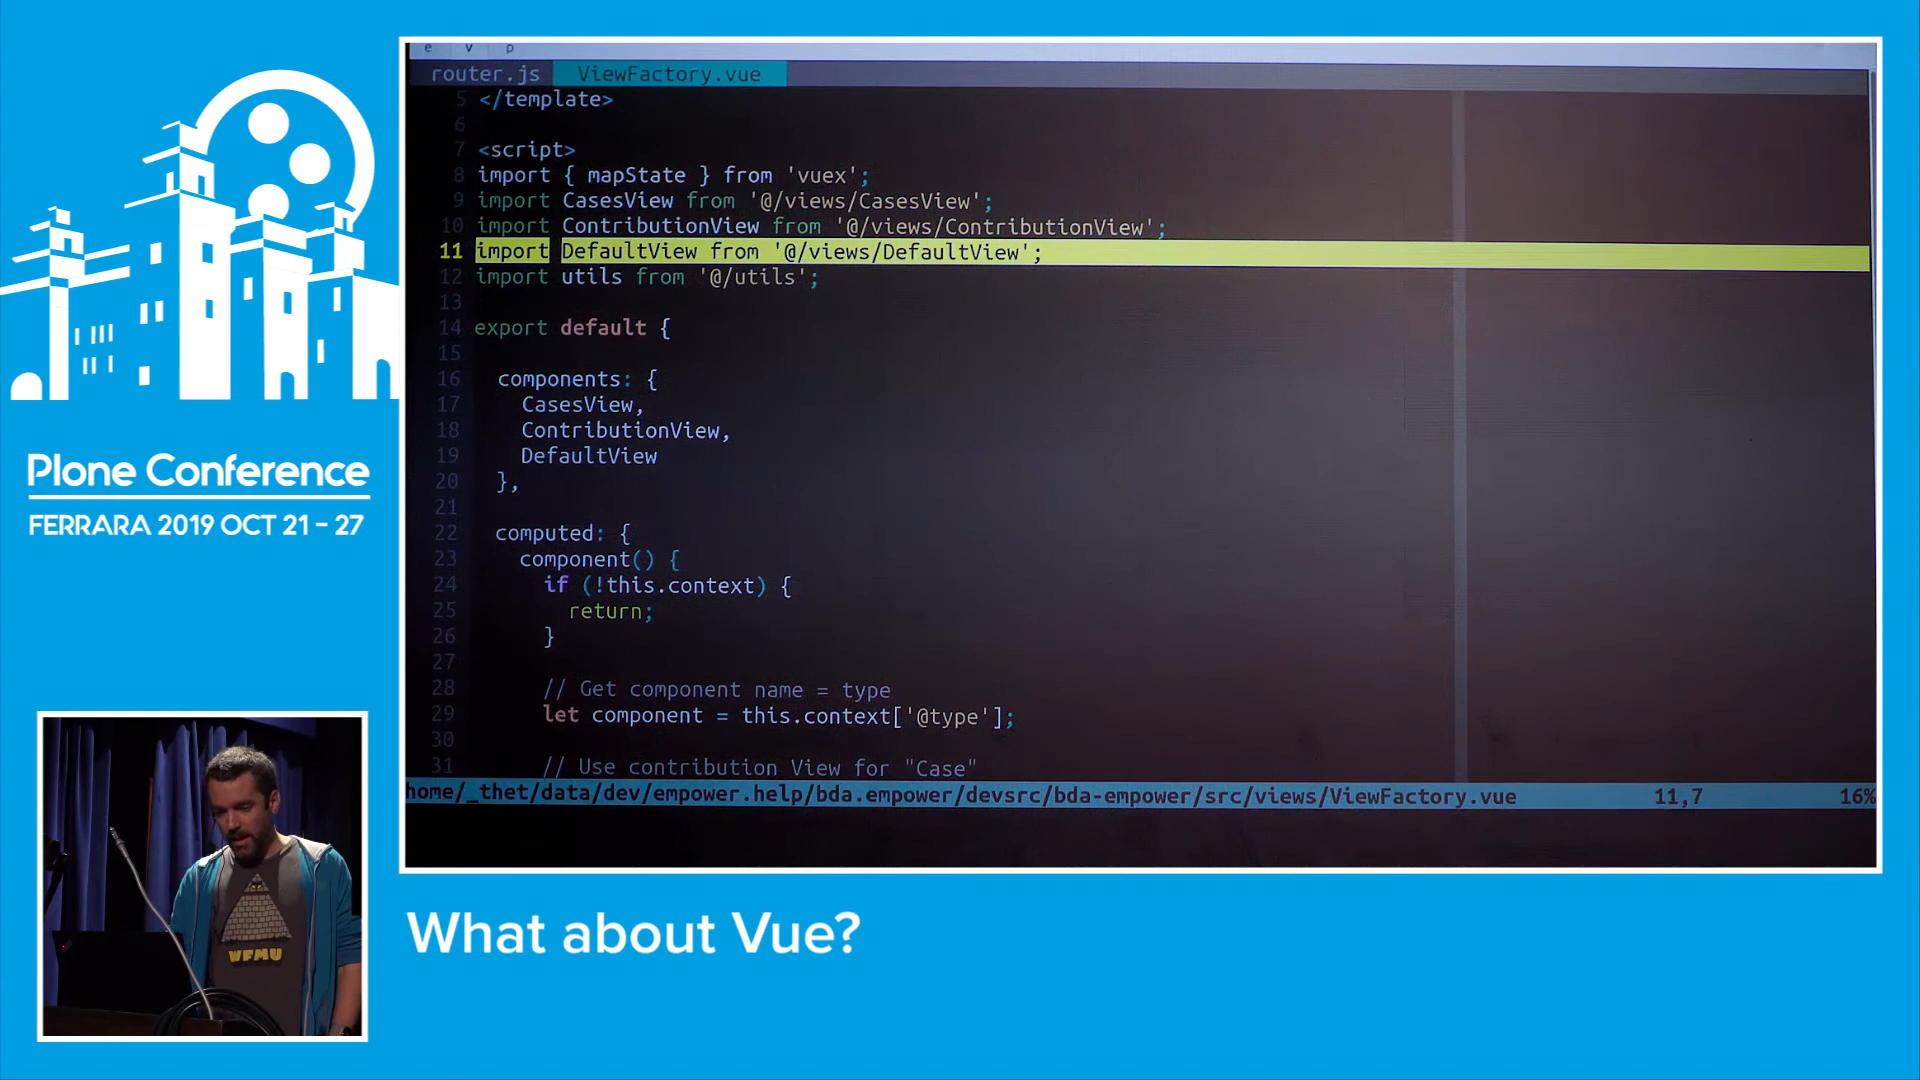 e v p
router.js ViewFactory.vue
5 </template>
6
7 <script>
8 import { mapState } from 'vuex';
9 import CasesView from '@/views/CasesView';
10 import ContributionView from '@/views/ContributionView';
11 import DefaultView from '@/views/DefaultView';
12 import utils from '@/utils';
13
14 export default {
15
16 components: {
17 CasesView,
18 ContributionView,
19 DefaultView
20 },
21
22 computed: {
23 component() {
24 if (!this.context) {
25 return;
26 }
27
28 // Get component name = type
29 let component = this.context['@type'];
30
31 // Use contribution View for "Case"
home/_thet/data/dev/empower.help/bda.empower/devsrc/bda-empower/src/views/ViewFactory.vue 11,7 16%
Plone Conference
FERRARA 2019 OCT 21 - 27
WFMU
What about Vue?